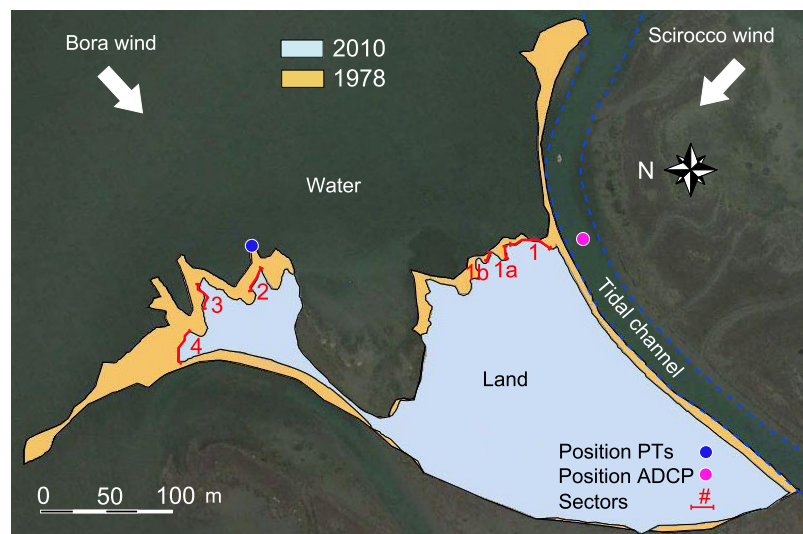 Bora wind
2010
1978
Scirocco wind
N
Water
1
1a
1b
2
3
4
Tidal channel
Land
Position PTs
Position ADCP
Sectors #
0 50 100 m